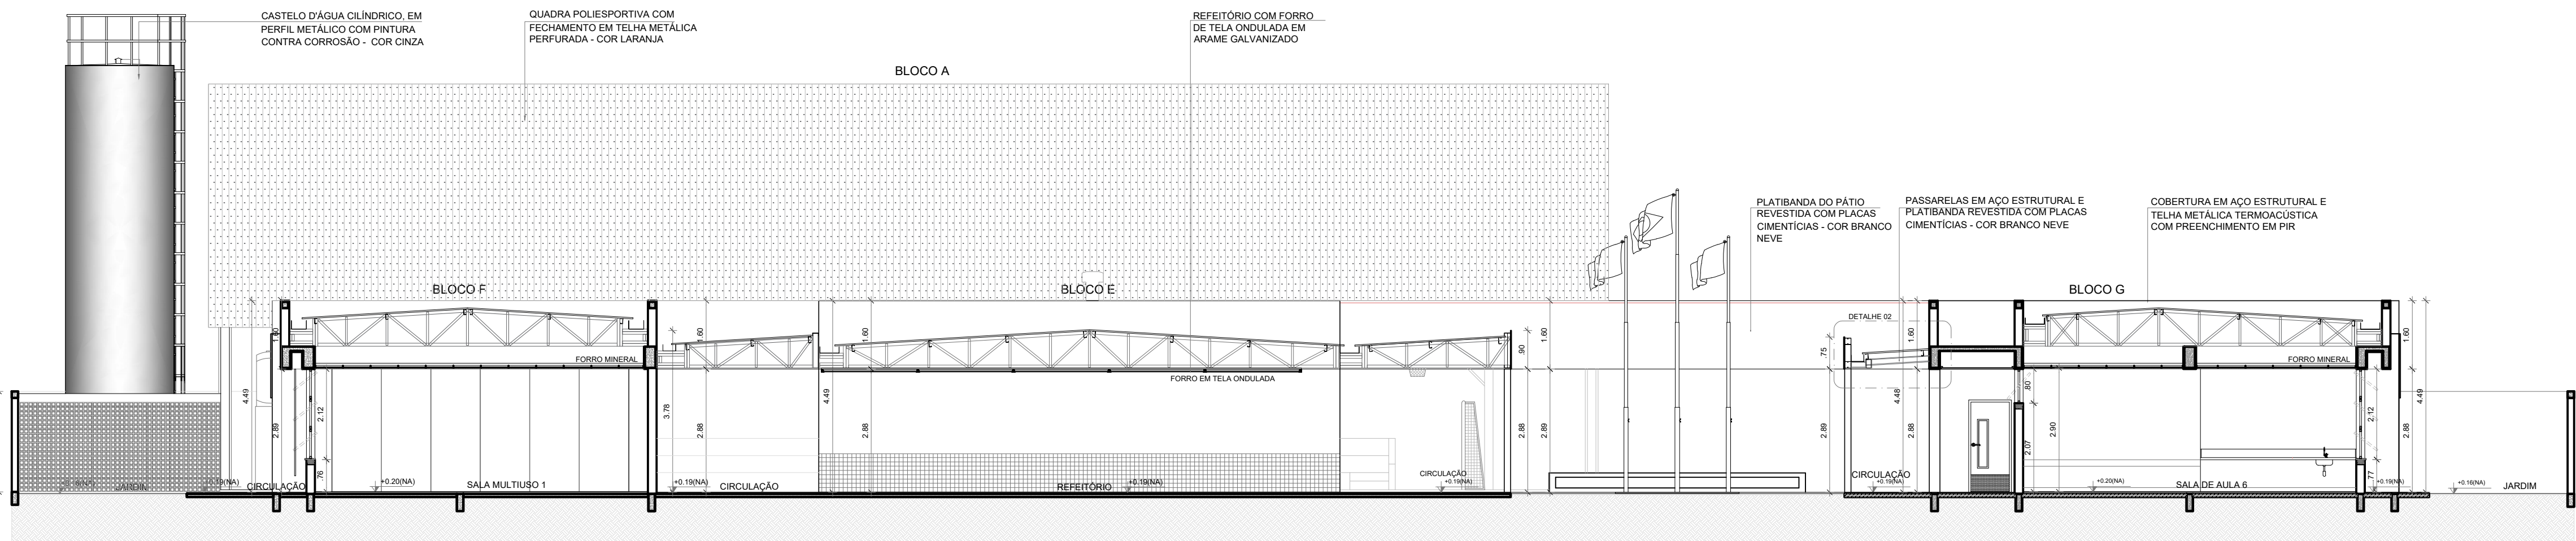 CASTELO D'ÁGUA CILÍNDRICO, EM
PERFIL METÁLICO COM PINTURA
CONTRA CORROSÃO - COR CINZA
QUADRA POLIESPORTIVA COM
FECHAMENTO EM TELHA METÁLICA
PERFURADA - COR LARANJA
REFEITÓRIO COM FORRO
DE TELA ONDULADA EM
ARAME GALVANIZADO
BLOCO A
PLATIBANDA DO PÁTIO
REVESTIDA COM PLACAS
CIMENTÍCIAS - COR BRANCO
NEVE
PASSARELAS EM AÇO ESTRUTURAL E
PLATIBANDA REVESTIDA COM PLACAS
CIMENTÍCIAS - COR BRANCO NEVE
COBERTURA EM AÇO ESTRUTURAL E
TELHA METÁLICA TERMOACÚSTICA
COM PREENCHIMENTO EM PIR
BLOCO F
BLOCO E
BLOCO G
DETALHE 02
1.60
1.60
1.60
.90
1.60
.75
1.60
1.60
FORRO MINERAL
FORRO EM TELA ONDULADA
FORRO MINERAL
4.49
2.89
2.12
.76
3.78
2.88
4.49
2.88
2.88
2.89
2.89
4.48
2.88
.80
2.07
2.90
2.12
.77
2.88
4.49
JARDIM
+0.19(NA)
CIRCULAÇÃO
+0.20(NA)
SALA MULTIUSO 1
+0.19(NA)
CIRCULAÇÃO
REFEITÓRIO
+0.19(NA)
CIRCULAÇÃO
+0.19(NA)
CIRCULAÇÃO
+0.19(NA)
+0.20(NA)
SALA DE AULA 6
+0.19(NA)
+0.16(NA)
JARDIM